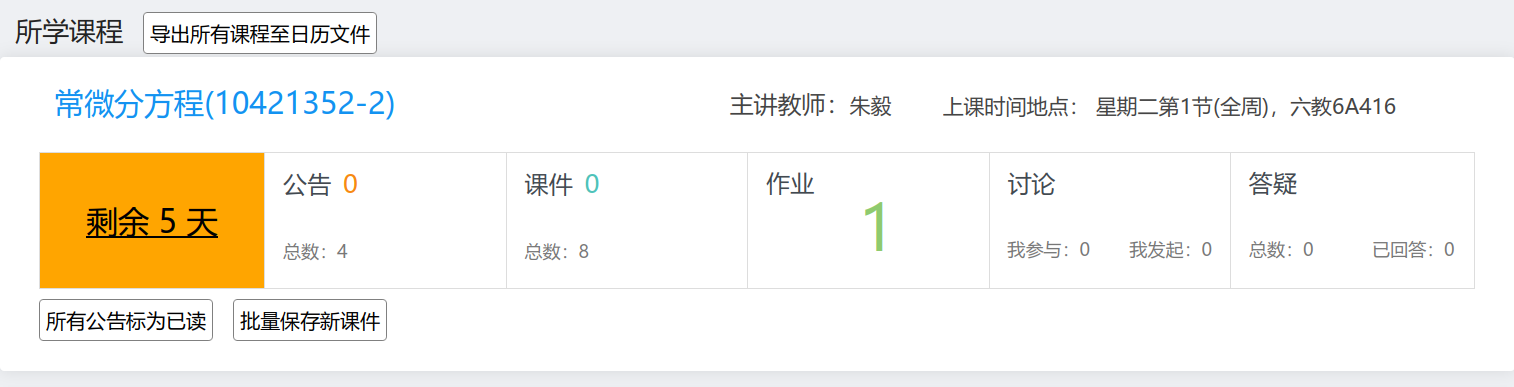 所学课程 导出所有课程至日历文件
常微分方程(10421352-2) 主讲教师：朱毅 上课时间地点： 星期二第1节(全周)，六教6A416
剩余 5 天
公告 0
总数：4
课件 0
总数：8
作业
1
讨论
我参与：0 我发起：0
答疑
总数：0 已回答：0
所有公告标为已读 批量保存新课件